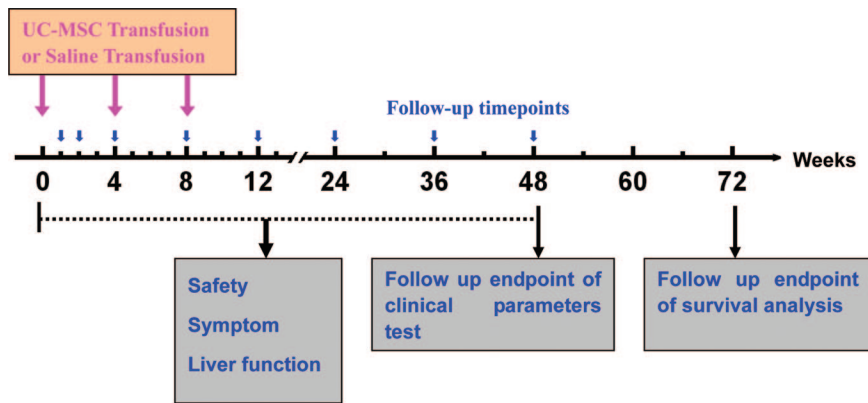 UC-MSC Transfusion
or Saline Transfusion
Follow-up timepoints
Weeks
0 4 8 12 24 36 48 60 72
Safety
Symptom
Liver function
Follow up endpoint of
clinical parameters
test
Follow up endpoint
of survival analysis